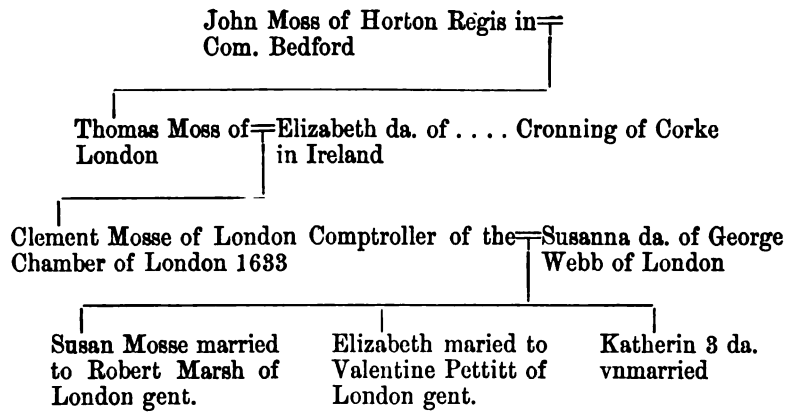 John Moss of Horton Regis in
Com. Bedford
Thomas Moss of
London
Elizabeth da. of . . . . Cronning of Corke
in Ireland
Clement Mosse of London Comptroller of the
Chamber of London 1633
Susanna da. of George
Webb of London
Susan Mosse married
to Robert Marsh of
London gent.
Elizabeth maried to
Valentine Pettitt of
London gent.
Katherin 3 da.
vnmarried